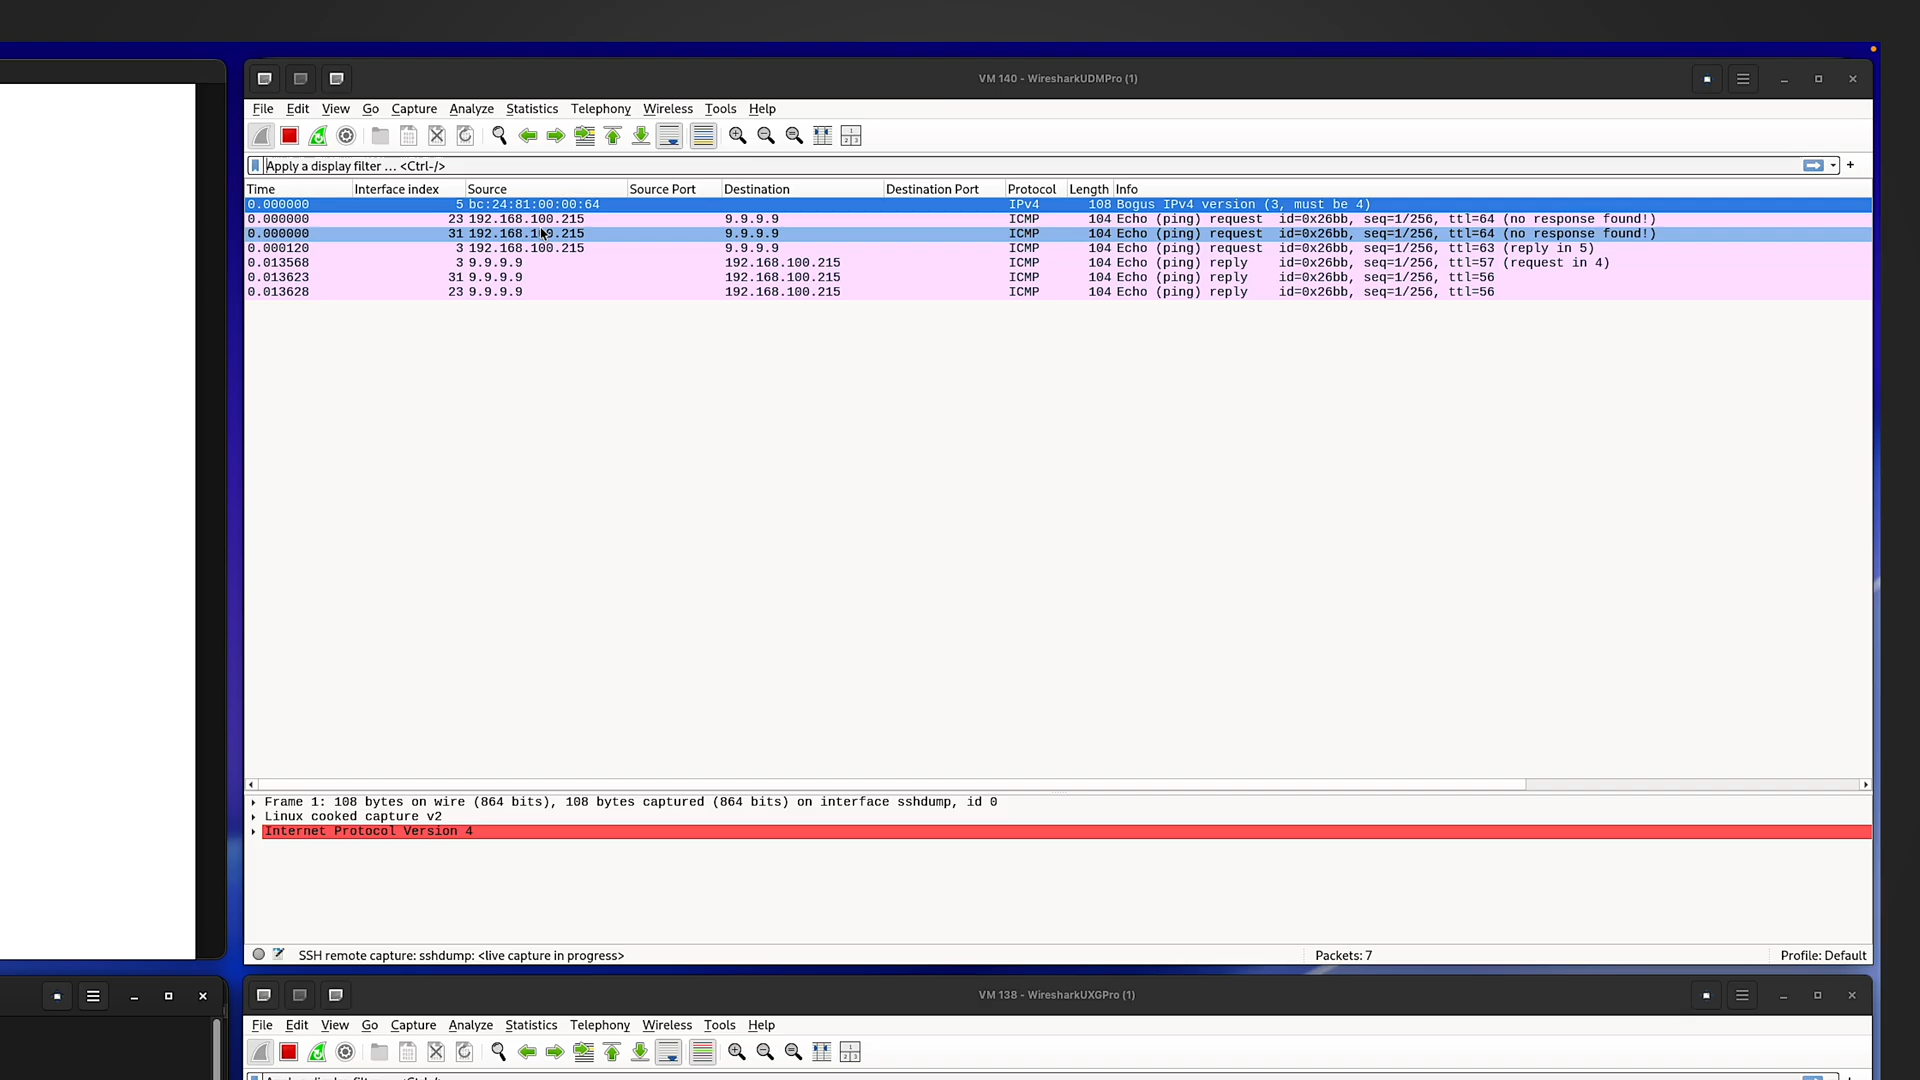 VM 140 - WiresharkUDMPro (1)
File Edit View Go Capture Analyze Statistics Telephony Wireless Tools Help
Apply a display filter ... <Ctrl-/>
Time Interface index Source Source Port Destination Destination Port Protocol Length Info
0.000000 5 bc:24:81:00:00:64 IPv4 108 Bogus IPv4 version (3, must be 4)
0.000000 23 192.168.100.215 9.9.9.9 ICMP 104 Echo (ping) request id=0x26bb, seq=1/256, ttl=64 (no response found!)
0.000000 31 192.168.100.215 9.9.9.9 ICMP 104 Echo (ping) request id=0x26bb, seq=1/256, ttl=64 (no response found!)
0.000120 3 192.168.100.215 9.9.9.9 ICMP 104 Echo (ping) request id=0x26bb, seq=1/256, ttl=63 (reply in 5)
0.013568 3 9.9.9.9 192.168.100.215 ICMP 104 Echo (ping) reply id=0x26bb, seq=1/256, ttl=57 (request in 4)
0.013623 31 9.9.9.9 192.168.100.215 ICMP 104 Echo (ping) reply id=0x26bb, seq=1/256, ttl=56
0.013628 23 9.9.9.9 192.168.100.215 ICMP 104 Echo (ping) reply id=0x26bb, seq=1/256, ttl=56
Frame 1: 108 bytes on wire (864 bits), 108 bytes captured (864 bits) on interface sshdump, id 0
Linux cooked capture v2
Internet Protocol Version 4
SSH remote capture: sshdump: <live capture in progress> Packets: 7 Profile: Default
VM 138 - WiresharkUXGPro (1)
File Edit View Go Capture Analyze Statistics Telephony Wireless Tools Help